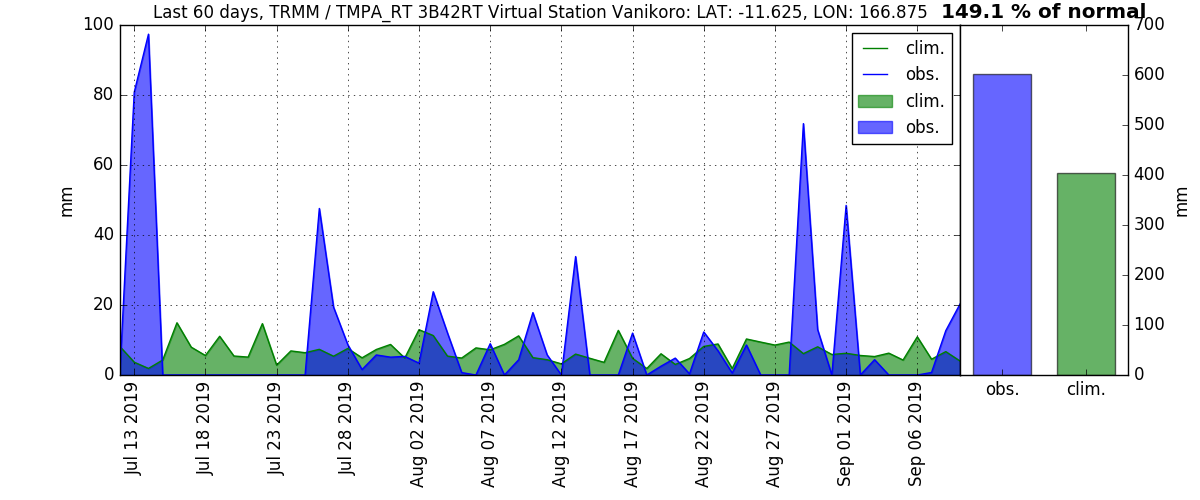 Last 60 days, TRMM / TMPA_RT 3B42RT Virtual Station Vanikoro: LAT: -11.625, LON: 166.875 149.1 % of normal
100
80
60
40
20
0
mm
clim.
obs.
clim.
obs.
Jul 13 2019
Jul 18 2019
Jul 23 2019
Jul 28 2019
Aug 02 2019
Aug 07 2019
Aug 12 2019
Aug 17 2019
Aug 22 2019
Aug 27 2019
Sep 01 2019
Sep 06 2019
700
600
500
400
300
200
100
0
mm
obs.
clim.